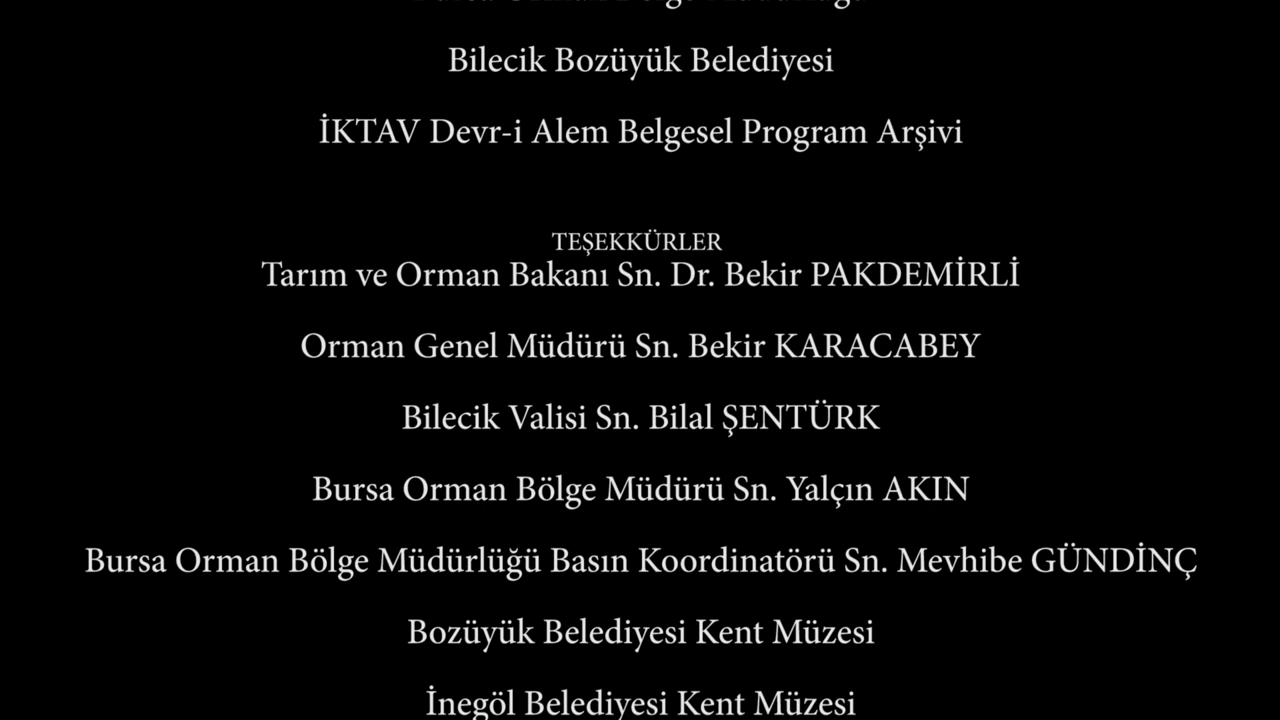 Bilecik Bozüyük Belediyesi
İKTAV Devr-i Alem Belgesel Program Arşivi
TEŞEKKÜRLER
Tarım ve Orman Bakanı Sn. Dr. Bekir PAKDEMİRLİ
Orman Genel Müdürü Sn. Bekir KARACABEY
Bilecik Valisi Sn. Bilal ŞENTÜRK
Bursa Orman Bölge Müdürü Sn. Yalçın AKIN
Bursa Orman Bölge Müdürlüğü Basın Koordinatörü Sn. Mevhibe GÜNDİNÇ
Bozüyük Belediyesi Kent Müzesi
İnegöl Belediyesi Kent Müzesi